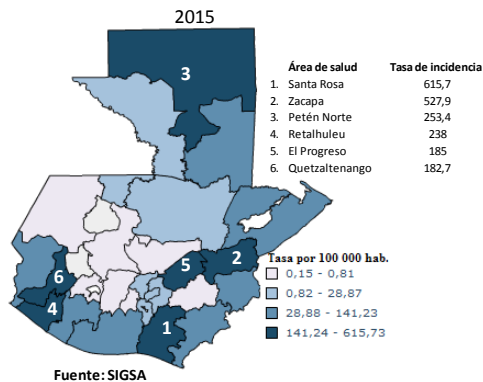 2015
Área de salud Tasa de incidencia
1. Santa Rosa 615,7
2. Zacapa 527,9
3. Petén Norte 253,4
4. Retalhuleu 238
5. El Progreso 185
6. Quetzaltenango 182,7
3
6
5
2
4
1
Tasa por 100 000 hab.
0,15 - 0,81
0,82 - 28,87
28,88 - 141,23
141,24 - 615,73
Fuente: SIGSA